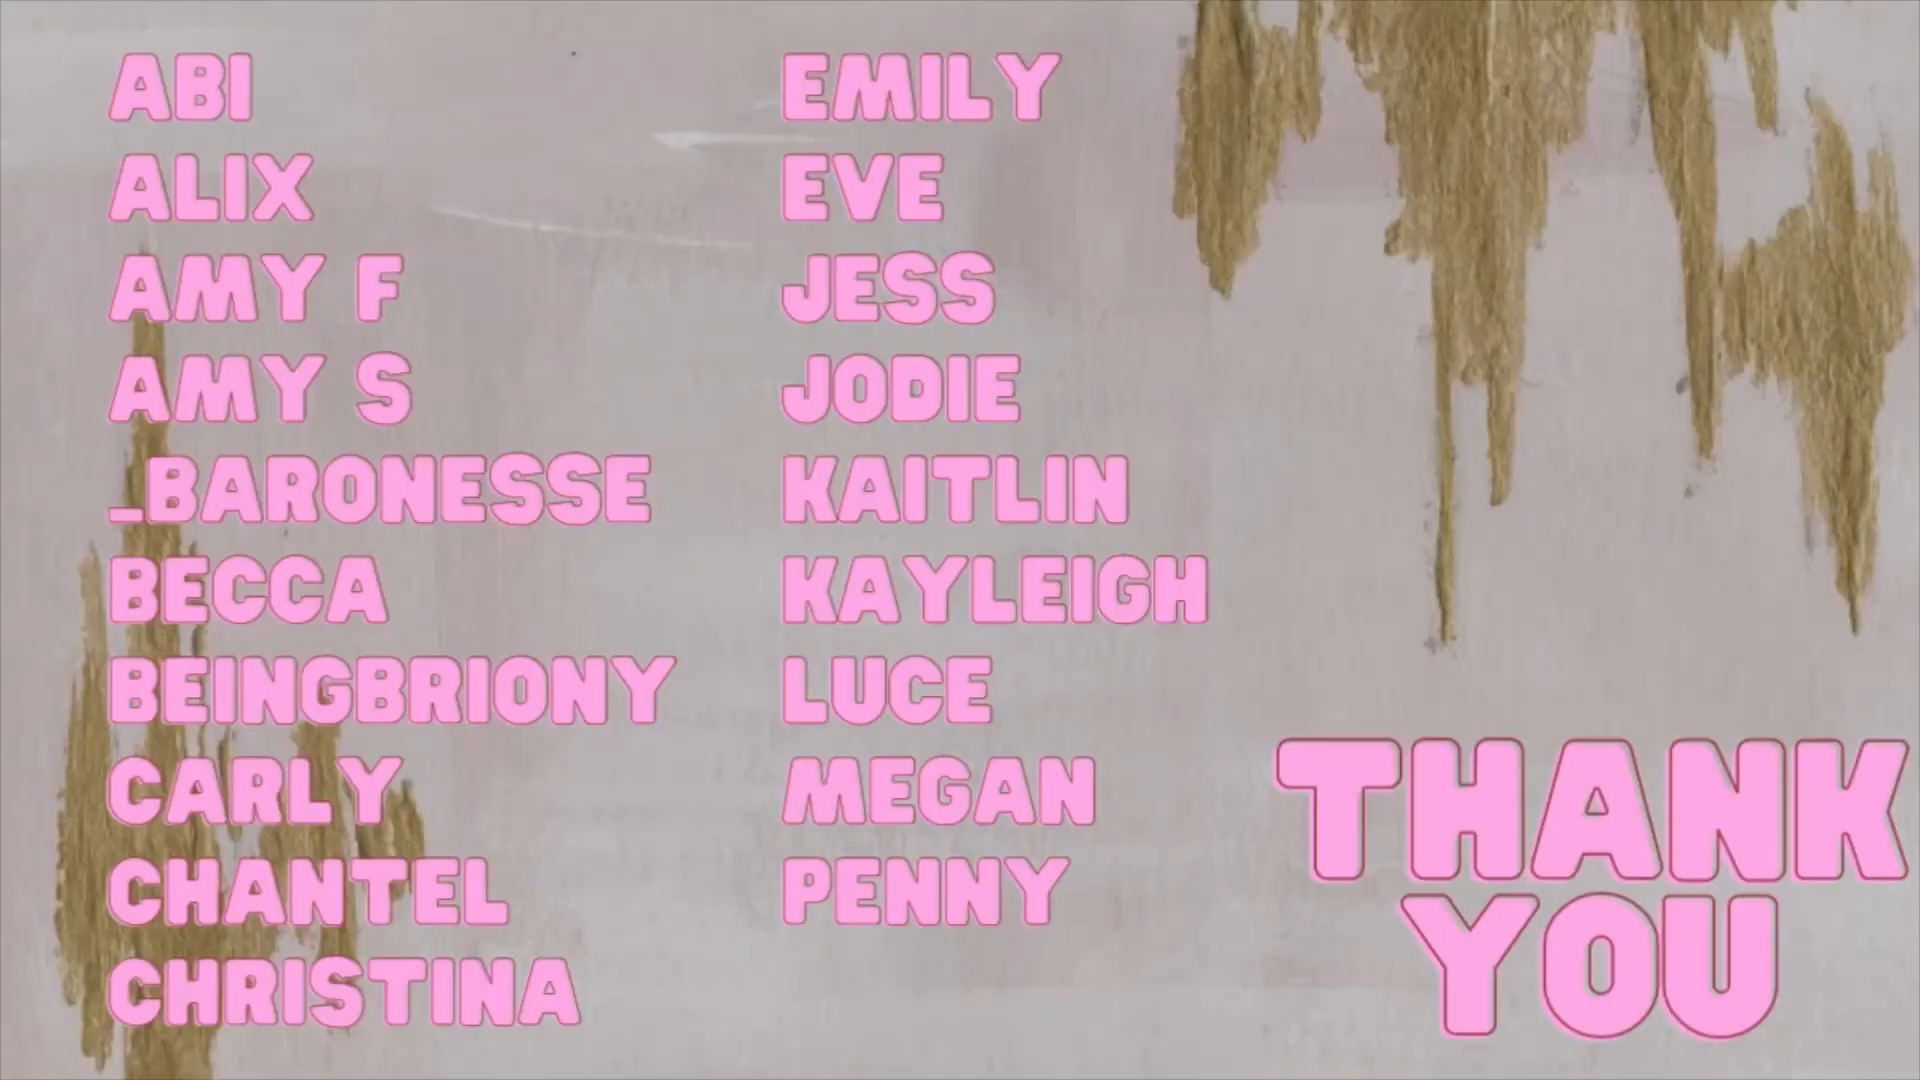 ABI
ALIX
AMY F
AMY S
_BARONESSE
BECCA
BEINGBRIONY
CARLY
CHANTEL
CHRISTINA
EMILY
EVE
JESS
JODIE
KAITLIN
KAYLEIGH
LUCE
MEGAN
PENNY
THANK
YOU